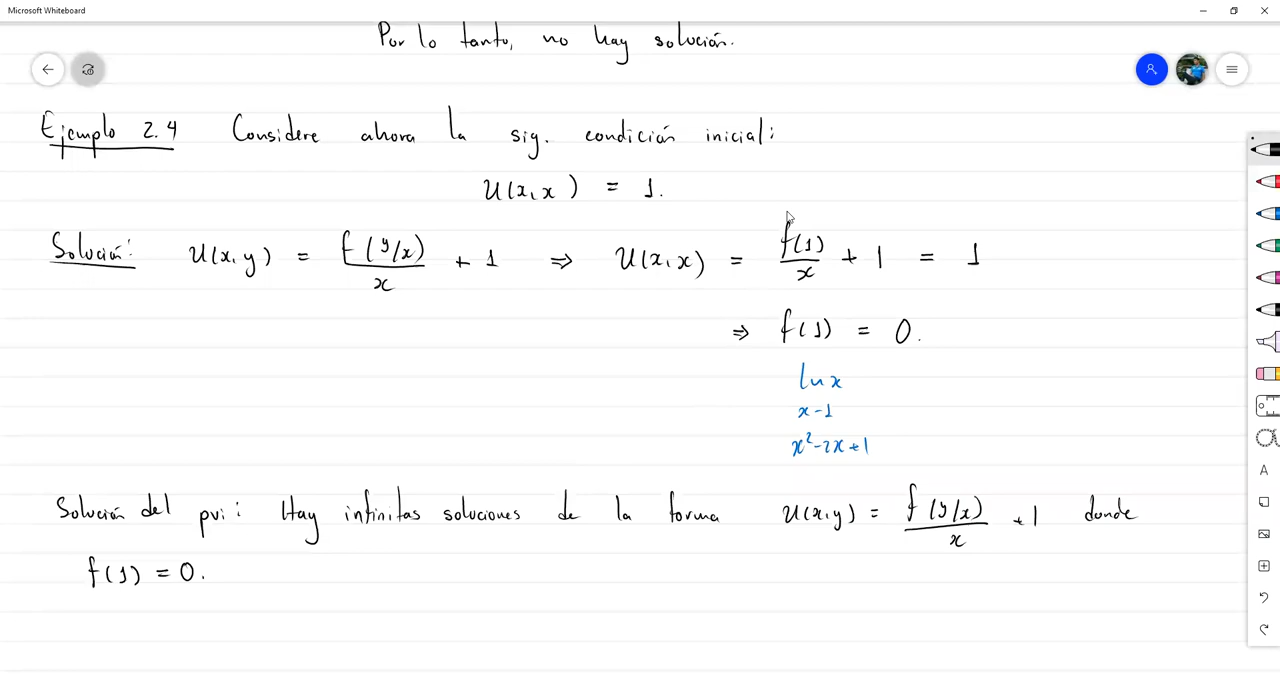 Microsoft Whiteboard
Por lo tanto, no hay solución.
Ejemplo 2.4 Considere ahora la sig. condición inicial:
u(x,x) = 1.
Solución: u(x,y) = f(y/x)/x + 1 ⇒ u(x,x) = f(1)/x + 1 = 1
⇒ f(1) = 0.
ln x
x-1
x²-2x+1
Solución del pvi: Hay infinitas soluciones de la forma u(x,y) = f(y/x)/x + 1 donde
f(1) = 0.
A